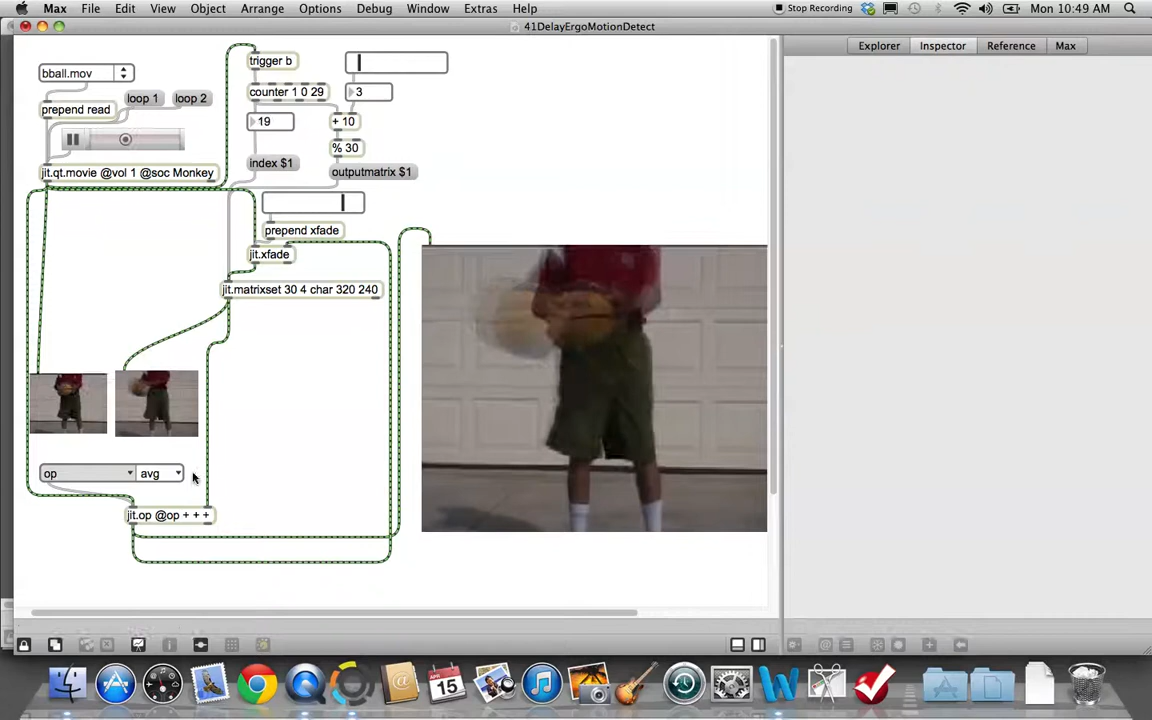 Max File Edit View Object Arrange Options Debug Window Extras Help Stop Recording Mon 10:49 AM
41DelayErgoMotionDetect
Explorer Inspector Reference Max
bball.mov
trigger b
loop 1 loop 2
counter 1 0 29
3
prepend read
19
+ 10
% 30
index $1
outputmatrix $1
jit.qt.movie @vol 1 @soc Monkey
prepend xfade
jit.xfade
jit.matrixset 30 4 char 320 240
op avg
jit.op @op + + +
APR
15